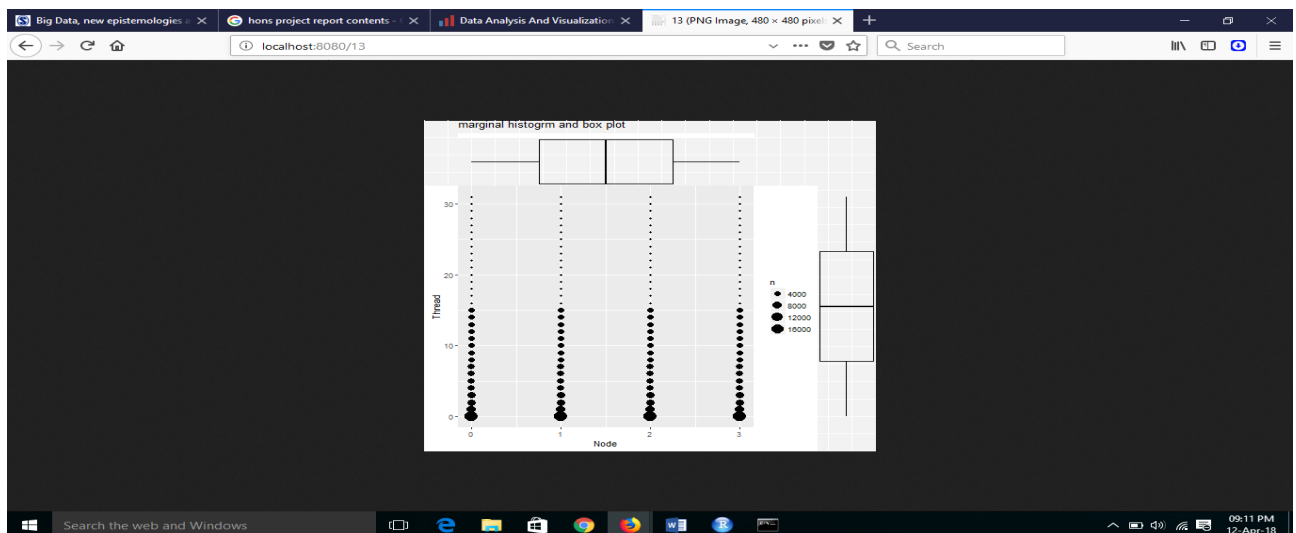 Big Data, new epistemologies a
hons project report contents - G
Data Analysis And Visualization
13 (PNG Image, 480 × 480 pixels
localhost:8080/13
Search
marginal histogrm and box plot
30
20
10
0
Thread
0 1 2 3
Node
n
4000
8000
12000
16000
Search the web and Windows
09:11 PM
12-Apr-18